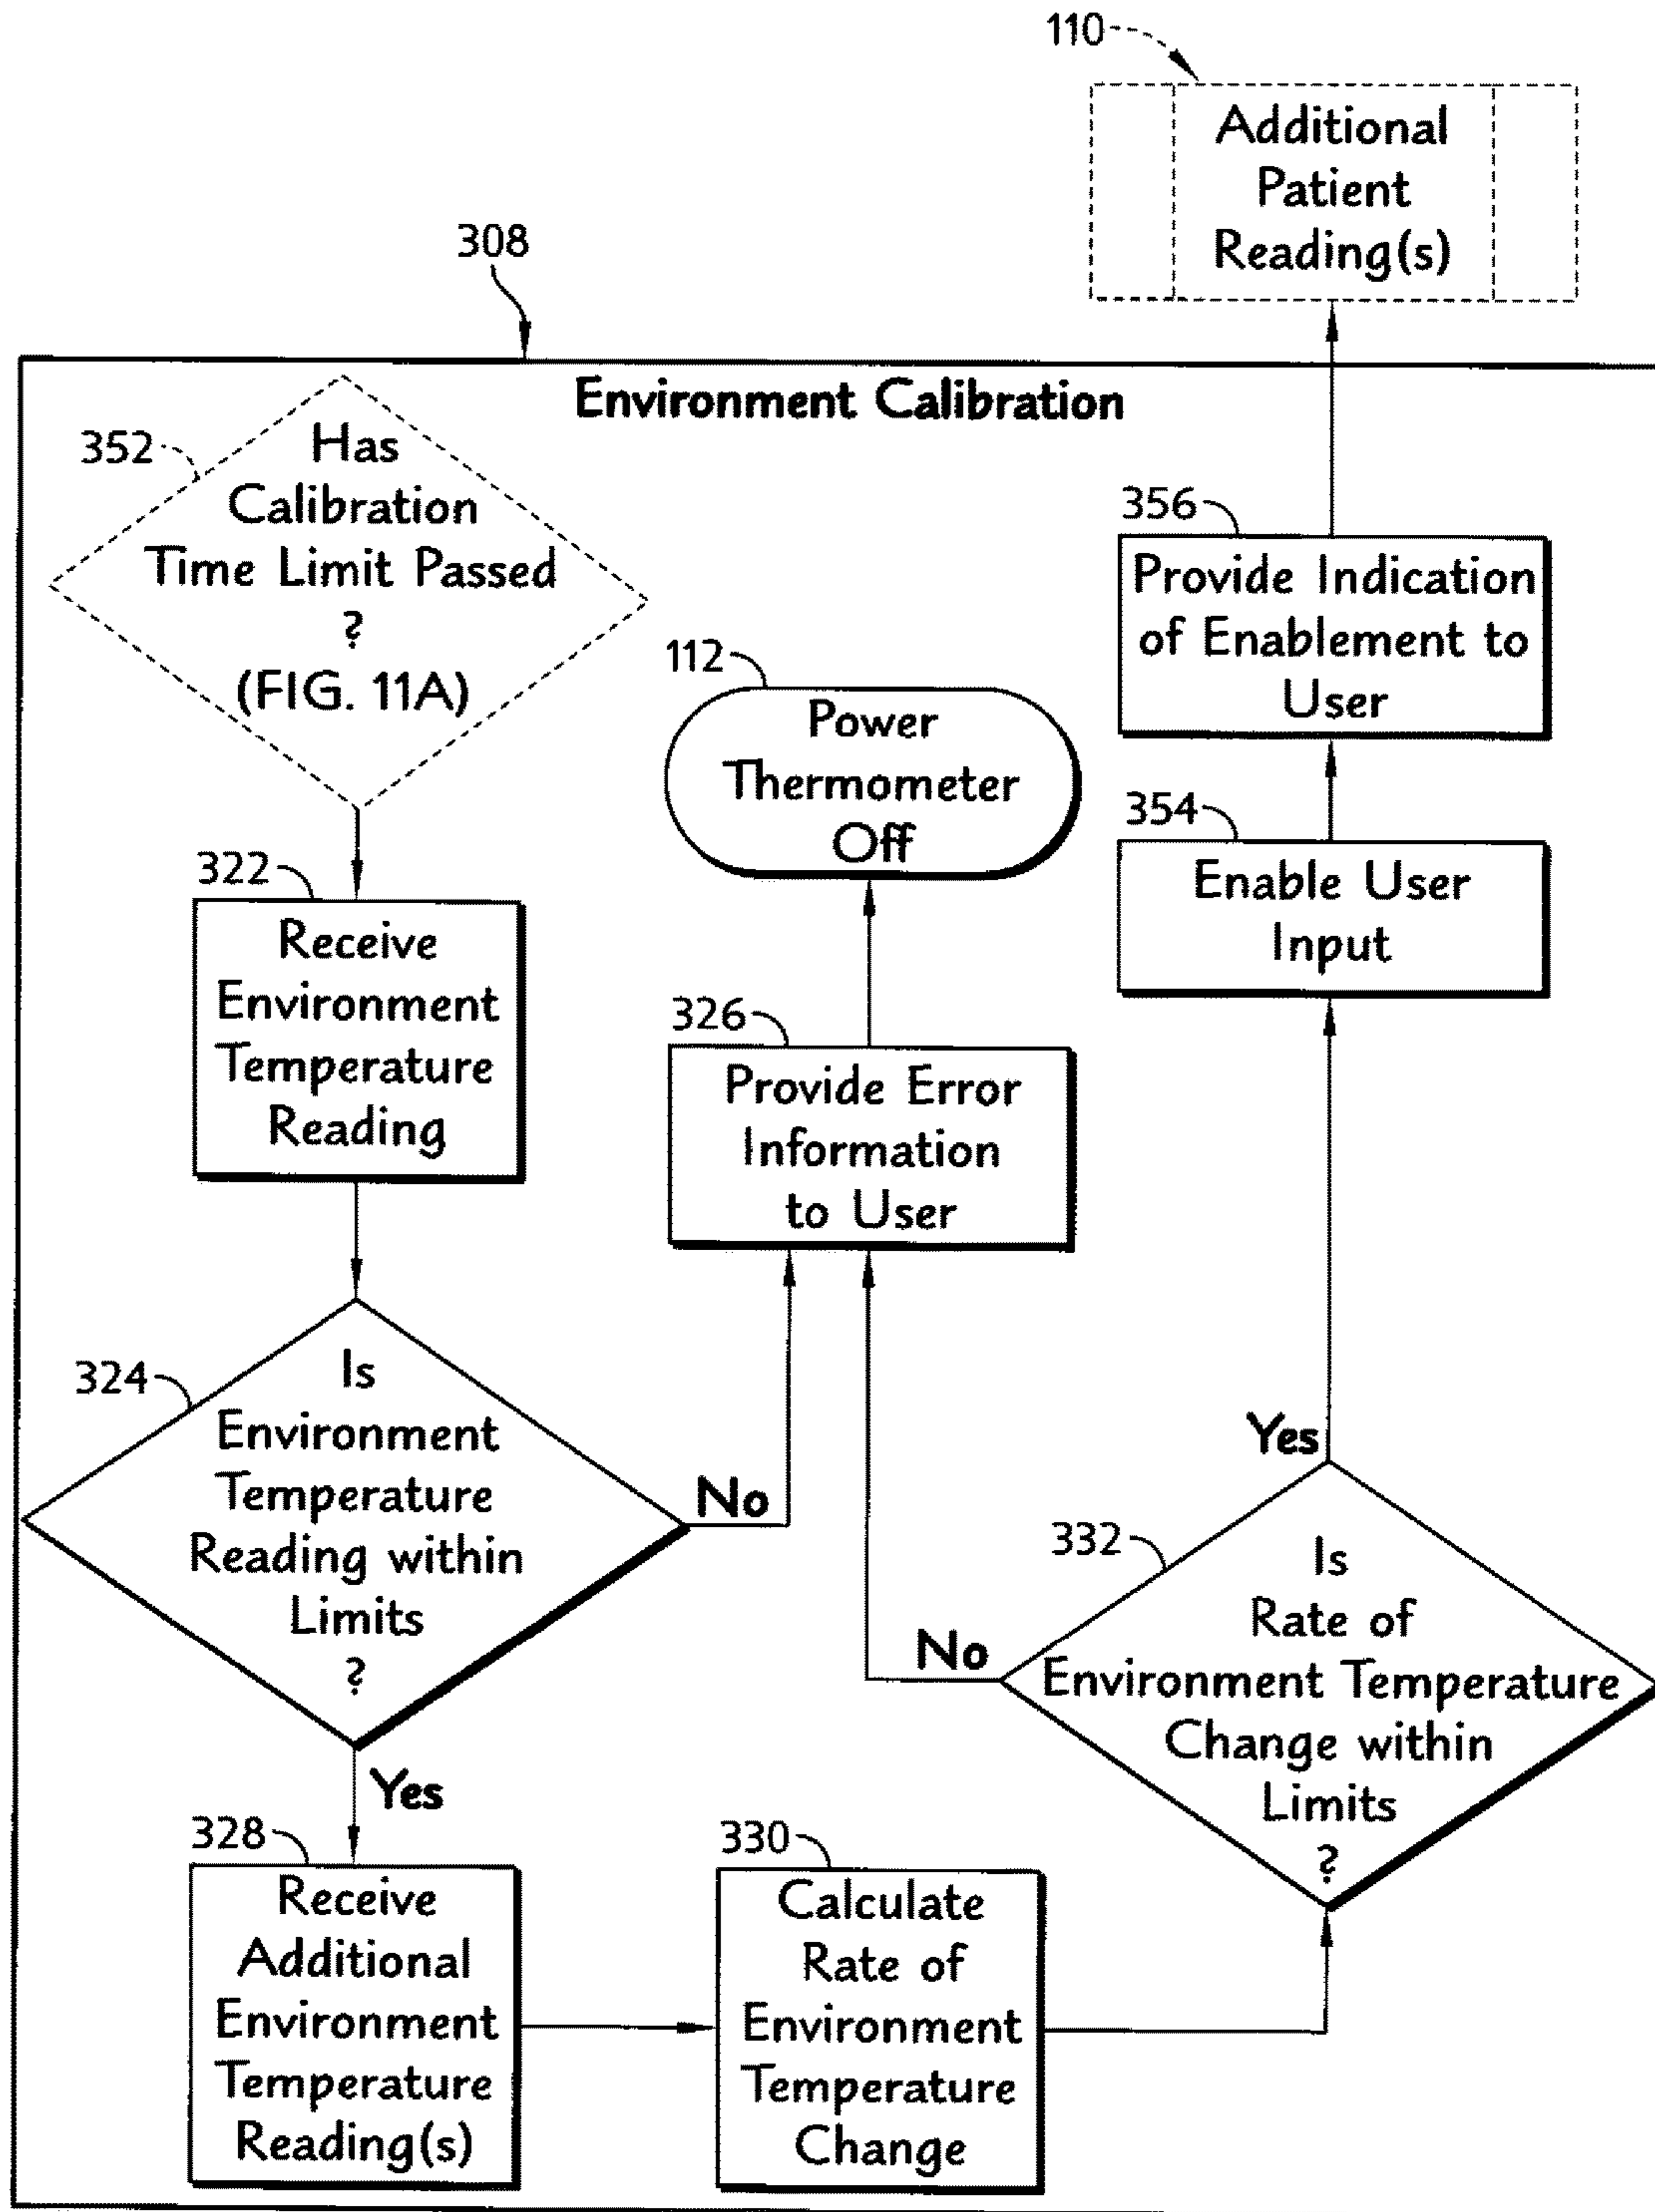 110
Additional
Patient
Reading(s)
308
Environment Calibration
352
Has
Calibration
Time Limit Passed
?
(FIG. 11A)
322
Receive
Environment
Temperature
Reading
324
Is
Environment
Temperature
Reading within
Limits
?
No
Yes
328
Receive
Additional
Environment
Temperature
Reading(s)
330
Calculate
Rate of
Environment
Temperature
Change
112
Power
Thermometer
Off
326
Provide Error
Information
to User
356
Provide Indication
of Enablement to
User
354
Enable User
Input
Yes
332
Is
Rate of
Environment Temperature
Change within
Limits
?
No